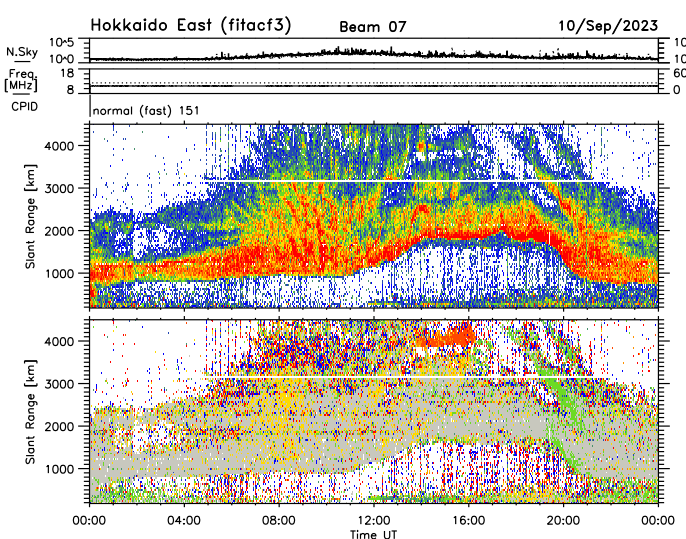 Hokkaido East (fitacf3) Beam 07 10/Sep/2023
N.Sky 10^5 10^0 10 10
Freq. [MHz] 18 8 60 0
CPID normal (fast) 151
Slant Range [km] 4000 3000 2000 1000
Slant Range [km] 4000 3000 2000 1000
00:00 04:00 08:00 12:00 16:00 20:00 00:00
Time UT